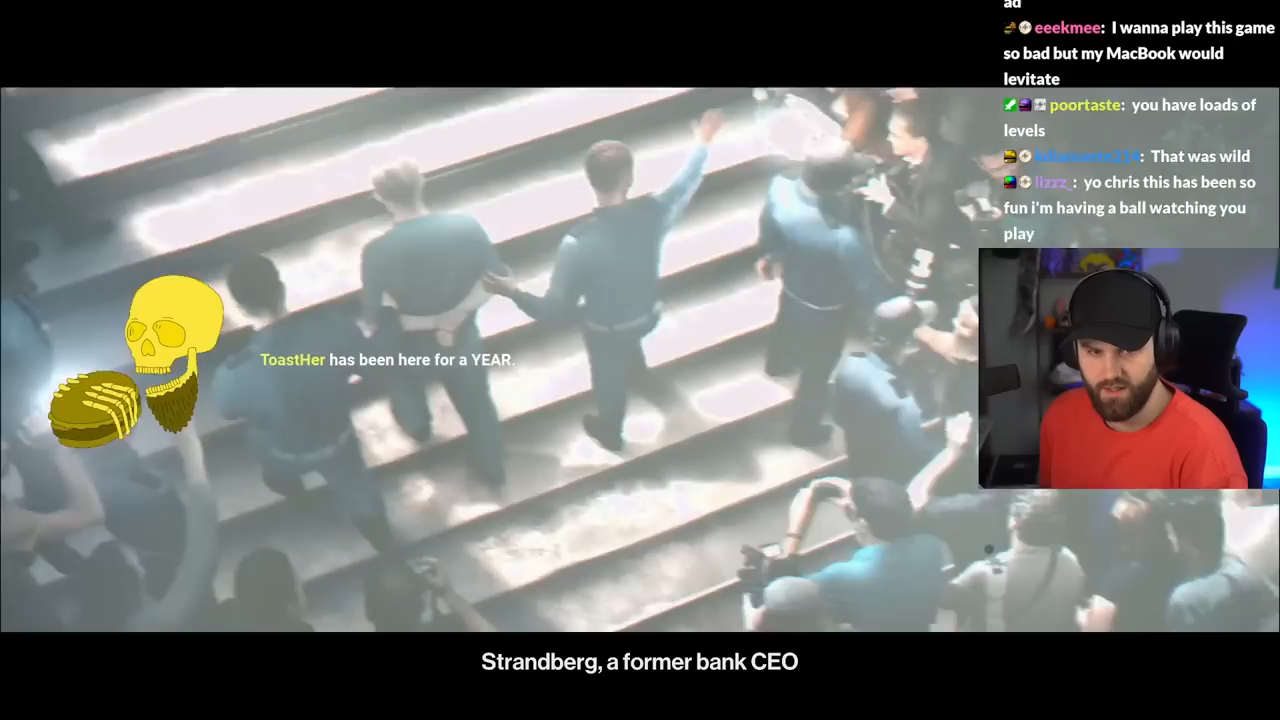 ad
eeekmee: I wanna play this game
so bad but my MacBook would
levitate
poortaste: you have loads of
levels
: That was wild
lizzz_: yo chris this has been so
fun i'm having a ball watching you
play
ToastHer has been here for a YEAR.
Strandberg, a former bank CEO